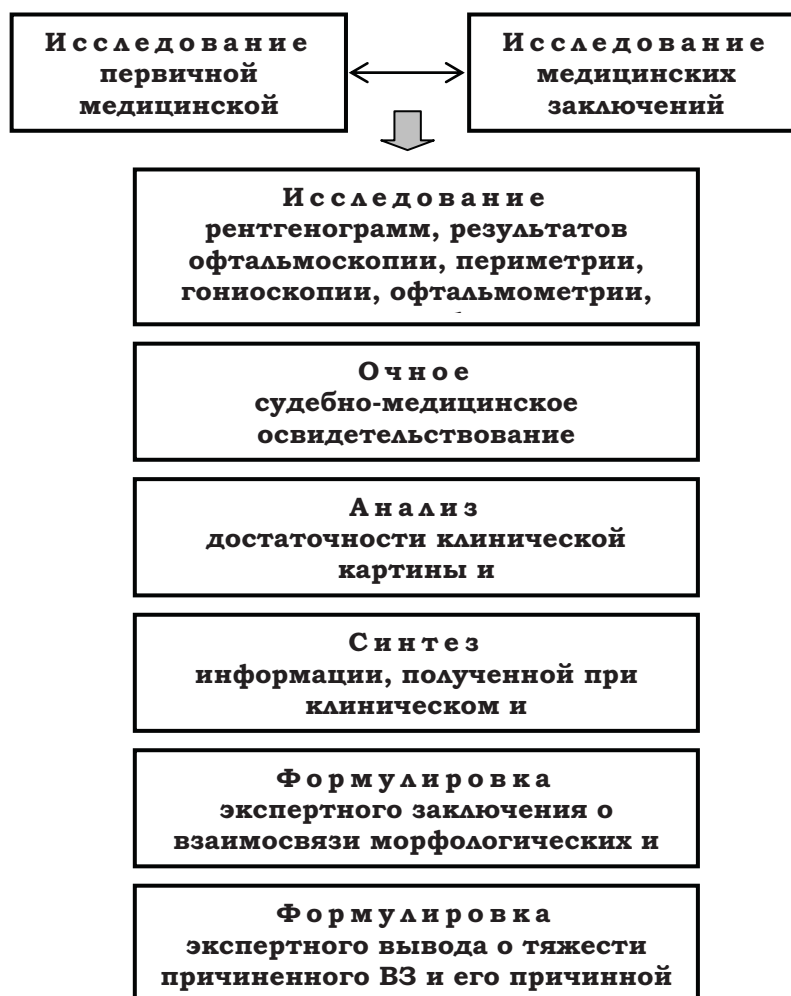 Исследование
первичной
медицинской
Исследование
медицинских
заключений
Исследование
рентгенограмм, результатов
офтальмоскопии, периметрии,
гониоскопии, офтальмометрии,
Очное
судебно-медицинское
освидетельствование
Анализ
достаточности клинической
картины и
Синтез
информации, полученной при
клиническом и
Формулировка
экспертного заключения о
взаимосвязи морфологических и
Формулировка
экспертного вывода о тяжести
причиненного ВЗ и его причинной